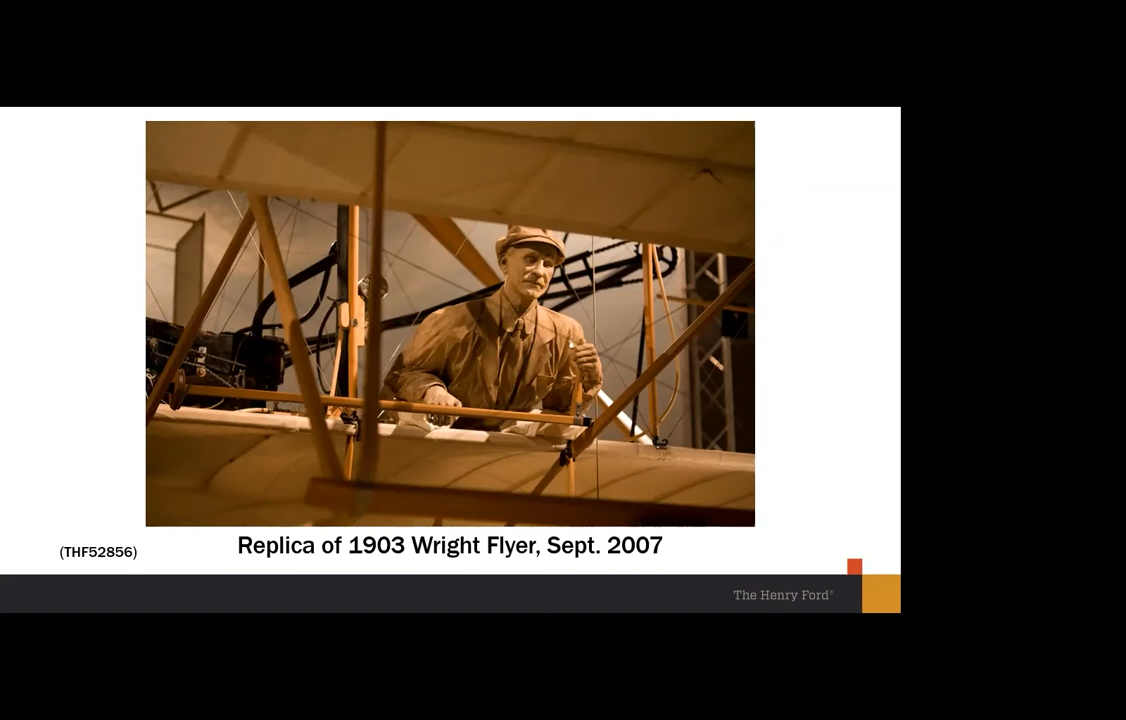 (THF52856)
Replica of 1903 Wright Flyer, Sept. 2007
The Henry Ford®